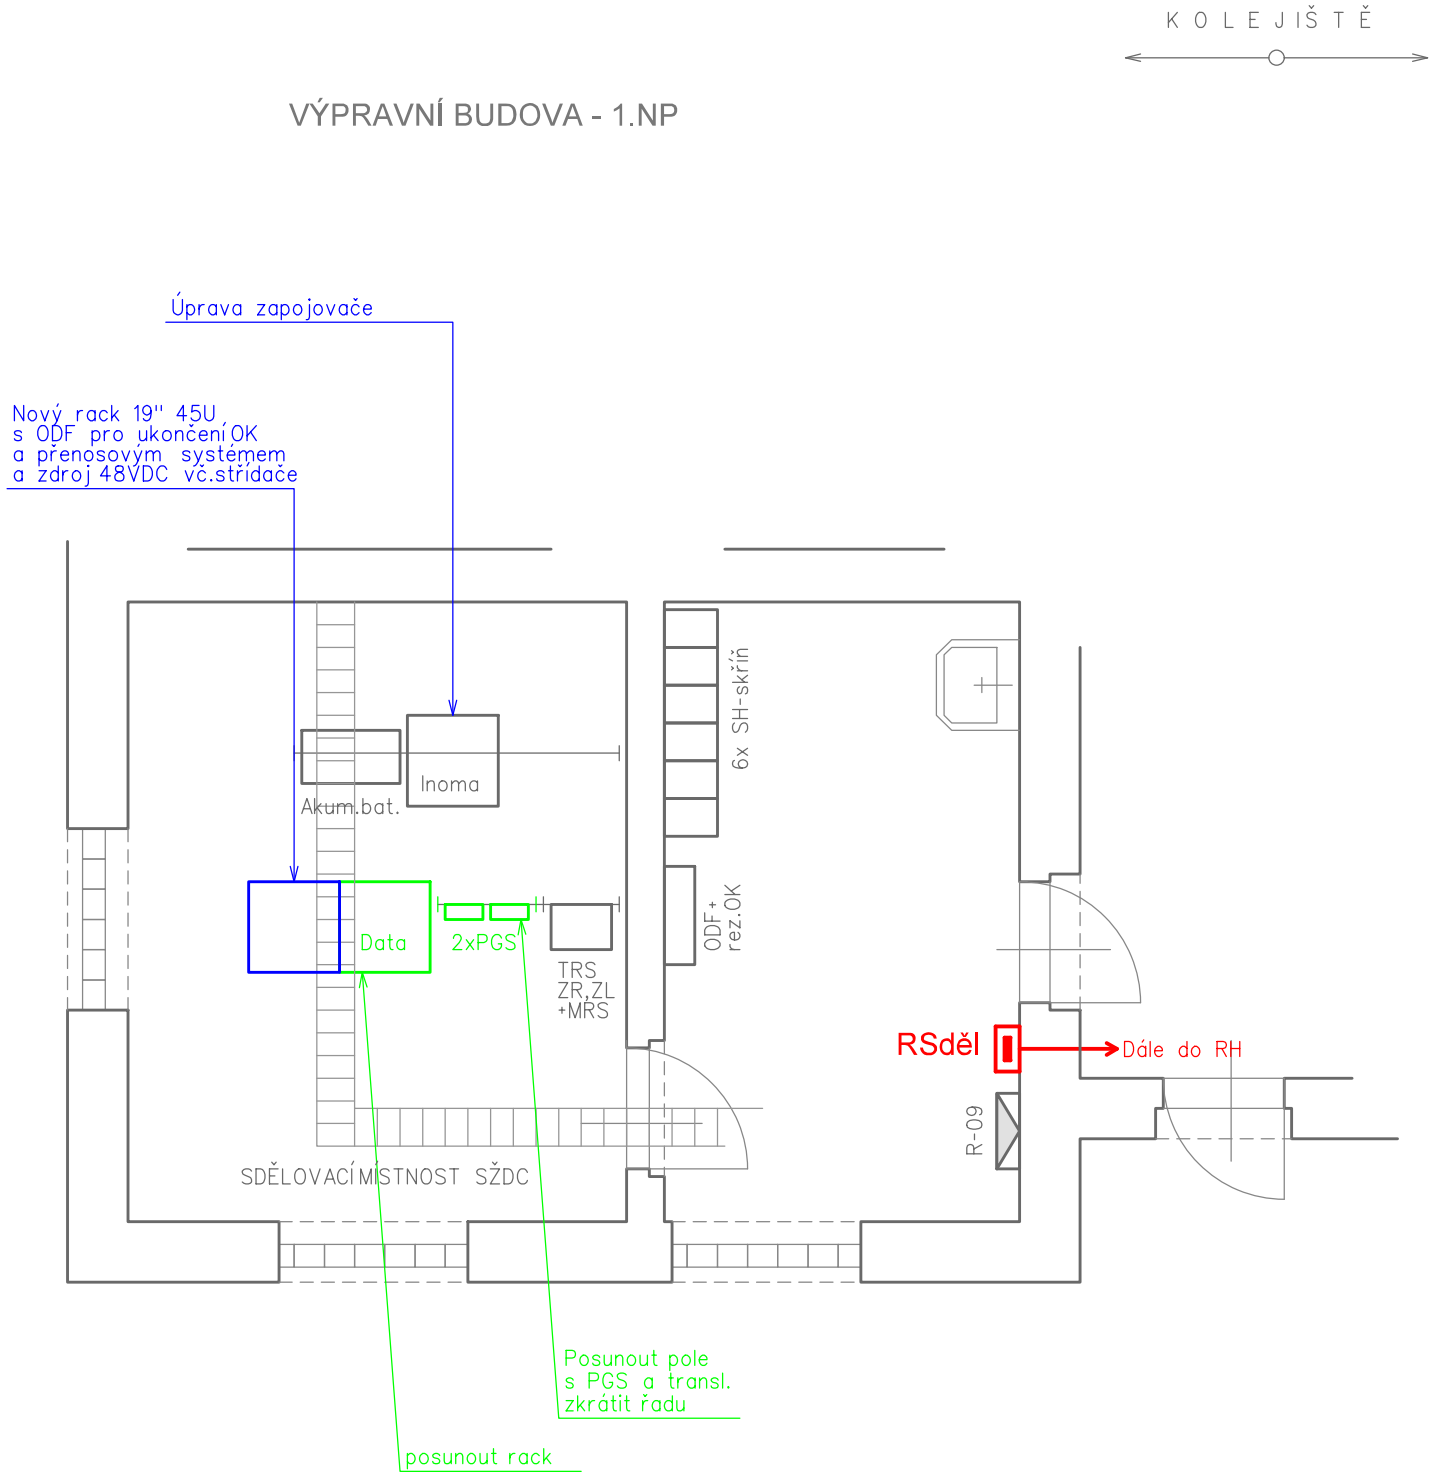 KOLEJIŠTĚ
VÝPRAVNÍ BUDOVA - 1.NP
Úprava zapojovače
Nový rack 19" 45U
s ODF pro ukončení OK
a přenosovým systémem
a zdroj 48VDC vč.střídače
6x SH-skříň
Inoma
Akum.bat.
ODF+
rez.OK
Data
2xPGS
TRS
ZR,ZL
+MRS
RSděl
Dále do RH
R-09
SDĚLOVACÍ MÍSTNOST SŽDC
Posunout pole
s PGS a transl.
zkrátit řadu
posunout rack